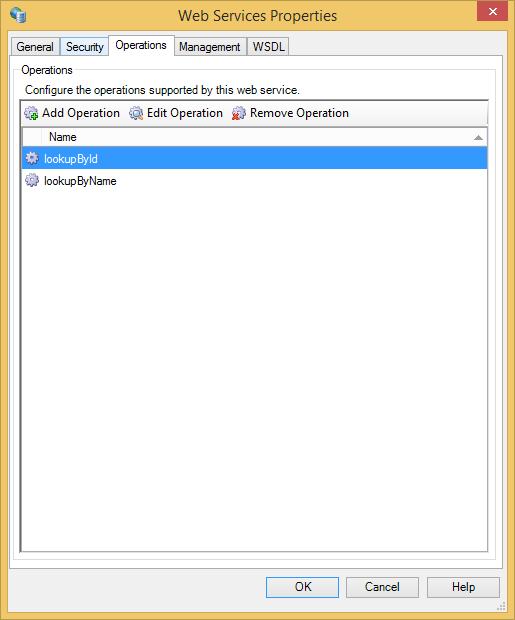 Web Services Properties
General Security Operations Management WSDL
Operations
Configure the operations supported by this web service.
Add Operation Edit Operation Remove Operation
Name
lookupById
lookupByName
OK Cancel Help